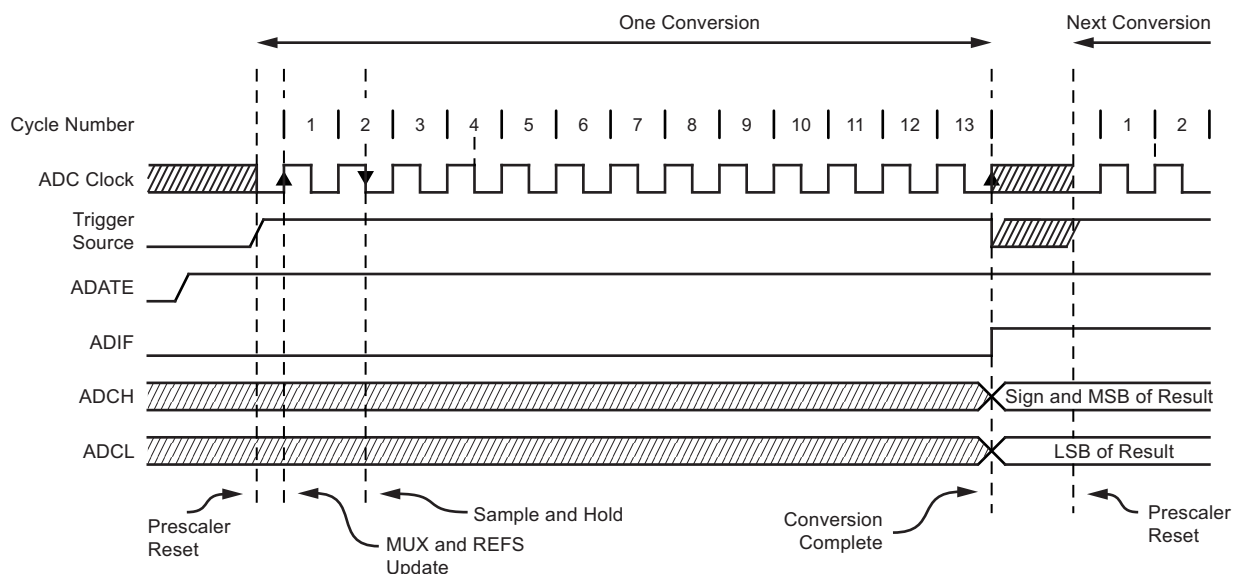 One Conversion Next Conversion
Cycle Number 1 2 3 4 5 6 7 8 9 10 11 12 13 1 2
ADC Clock
Trigger
Source
ADATE
ADIF
ADCH Sign and MSB of Result
ADCL LSB of Result
Prescaler
Reset
MUX and REFS
Update
Sample and Hold
Conversion
Complete
Prescaler
Reset